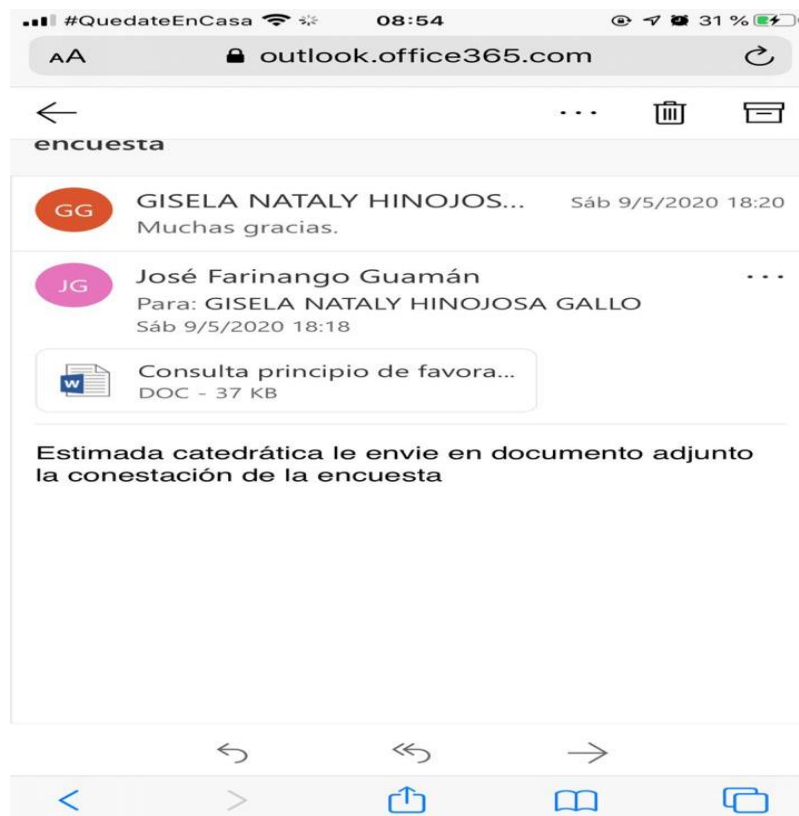 #QuedateEnCasa 08:54 31 %
AA outlook.office365.com
encuesta
GG GISELA NATALY HINOJOS... Sáb 9/5/2020 18:20
Muchas gracias.
JG José Farinango Guamán
Para: GISELA NATALY HINOJOSA GALLO
Sáb 9/5/2020 18:18
W Consulta principio de favora...
DOC - 37 KB
Estimada catedrática le envie en documento adjunto
la conestación de la encuesta